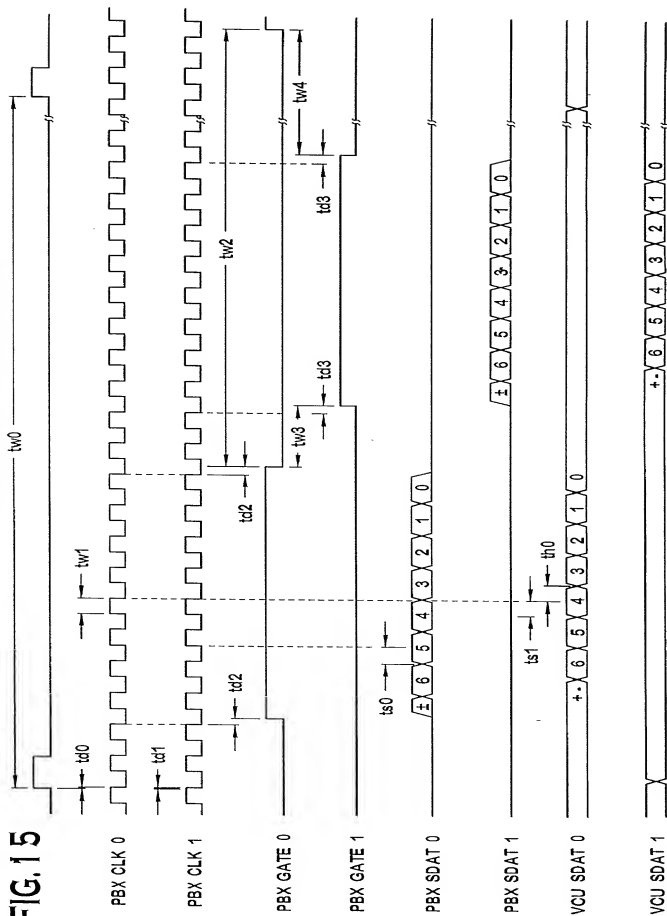 FIG.15
tw0
td0
PBX CLK 0
tw1
td1
PBX CLK 1
td2
td2
tw2
PBX GATE 0
tw3
td3
td3
tw4
PBX GATE 1
ts0
PBX SDAT 0
± 6 5 4 3 2 1 0
PBX SDAT 1
± 6 5 4 3 2 1 0
ts1
th0
VCU SDAT 0
+- 6 5 4 3 2 1 0
VCU SDAT 1
+- 6 5 4 3 2 1 0